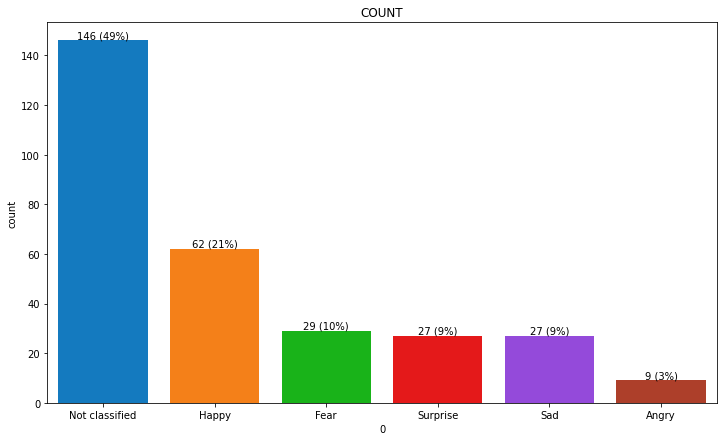 COUNT
146 (49%)
62 (21%)
29 (10%)
27 (9%)
27 (9%)
9 (3%)
140
120
100
80
60
40
20
0
count
Not classified
Happy
Fear
Surprise
Sad
Angry
0